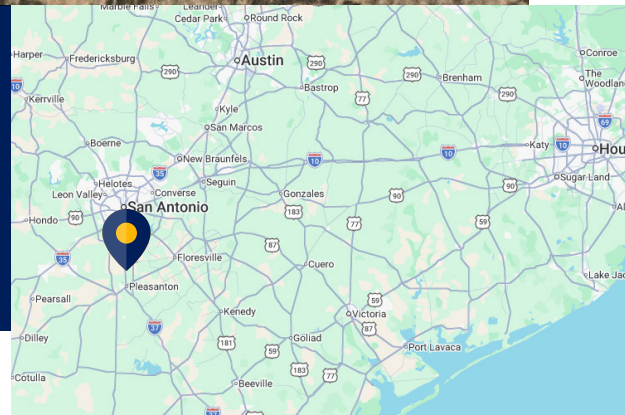 Marble Falls
Leander
Cedar Park
Round Rock
Harper
Fredericksburg
Austin
Conroe
290
290
290
The
Woodlan
10
Kerrville
Bastrop
Brenham
77
290
Kyle
San Marcos
69
Boerne
New Braunfels
10
10
Katy
10
Hou
35
Helotes
Seguin
Sugar Land
Leon Valley
Converse
Gonzales
90
90
San Antonio
183
Hondo
90
77
59
87
35
Floresville
Cuero
Lake Jac
Pleasanton
Pearsall
59
Kenedy
Victoria
37
87
Dilley
181
Goliad
Port Lavaca
59
183
77
Cotulla
Beeville
37